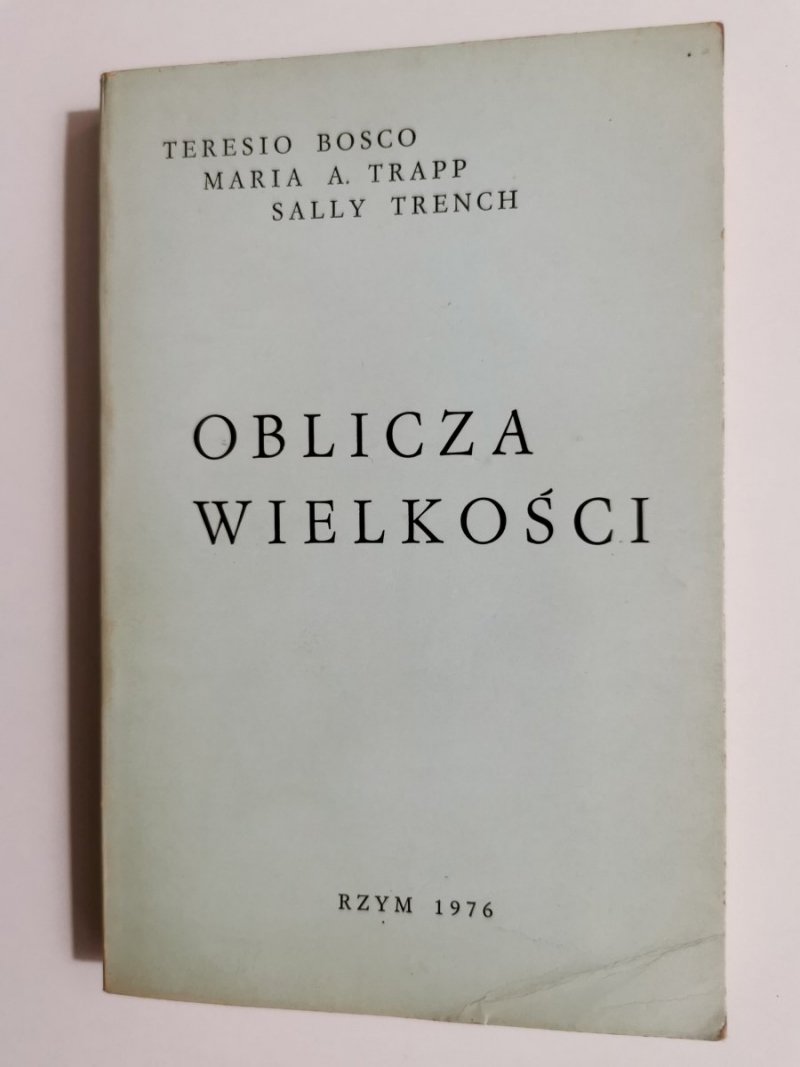 TERESIO BOSCO
MARIA A. TRAPP
SALLY TRENCH
OBLICZA
WIELKOŚCI
RZYM 1976